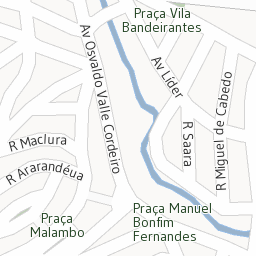 Praça Vila
Bandeirantes
Av Osvaldo Valle Cordeiro
Av Líder
R Saara
R Miguel de Cabedo
R Maclura
R Ararandéua
Praça
Malambo
Praça Manuel
Bonfim
Fernandes